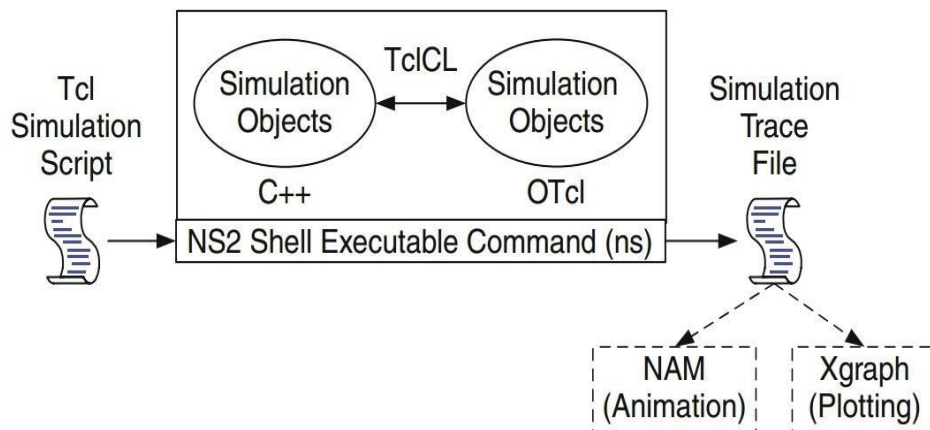 Tcl
Simulation
Script
TclCL
Simulation
Objects
Simulation
Objects
C++
OTcl
NS2 Shell Executable Command (ns)
Simulation
Trace
File
NAM
(Animation)
Xgraph
(Plotting)